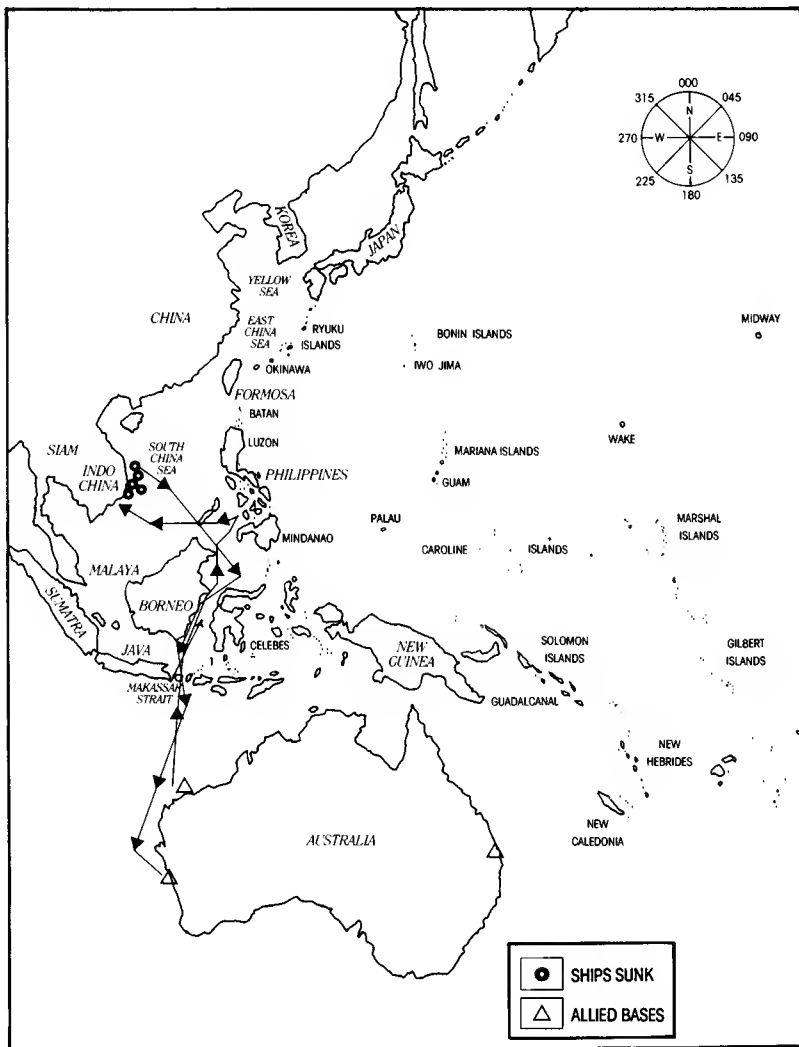 000
315
045
N
270
W
E
090
S
225
135
180
KOREA
JAPAN
YELLOW
SEA
CHINA
EAST
CHINA
SEA
RYUKU
ISLANDS
BONIN ISLANDS
MIDWAY
OKINAWA
IWO JIMA
FORMOSA
BATAN
LUZON
WAKE
SIAM
SOUTH
CHINA
SEA
MARIANA ISLANDS
INDO
CHINA
PHILIPPINES
GUAM
PALAU
MARSHAL
ISLANDS
MINDANAO
CAROLINE
ISLANDS
MALAYA
BORNEO
SUMATRA
JAVA
CELEBES
NEW
GUINEA
SOLOMON
ISLANDS
GILBERT
ISLANDS
MAKASSAR
STRAIT
GUADALCANAL
NEW
HEBRIDES
NEW
CALEDONIA
AUSTRALIA
SHIPS SUNK
ALLIED BASES